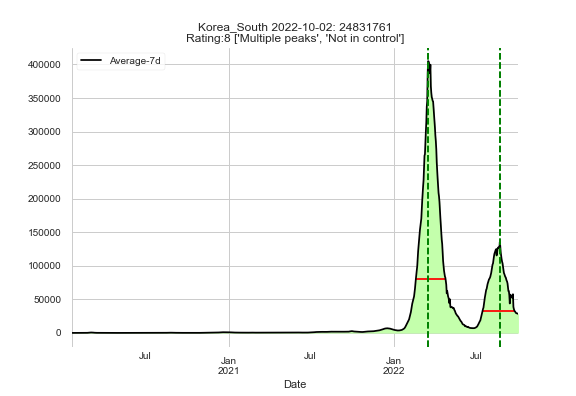 Korea_South 2022-10-02: 24831761
Rating:8 ['Multiple peaks', 'Not in control']
Average-7d
400000
350000
300000
250000
200000
150000
100000
50000
0
Jul
Jan
2021
Jul
Jan
2022
Jul
Date